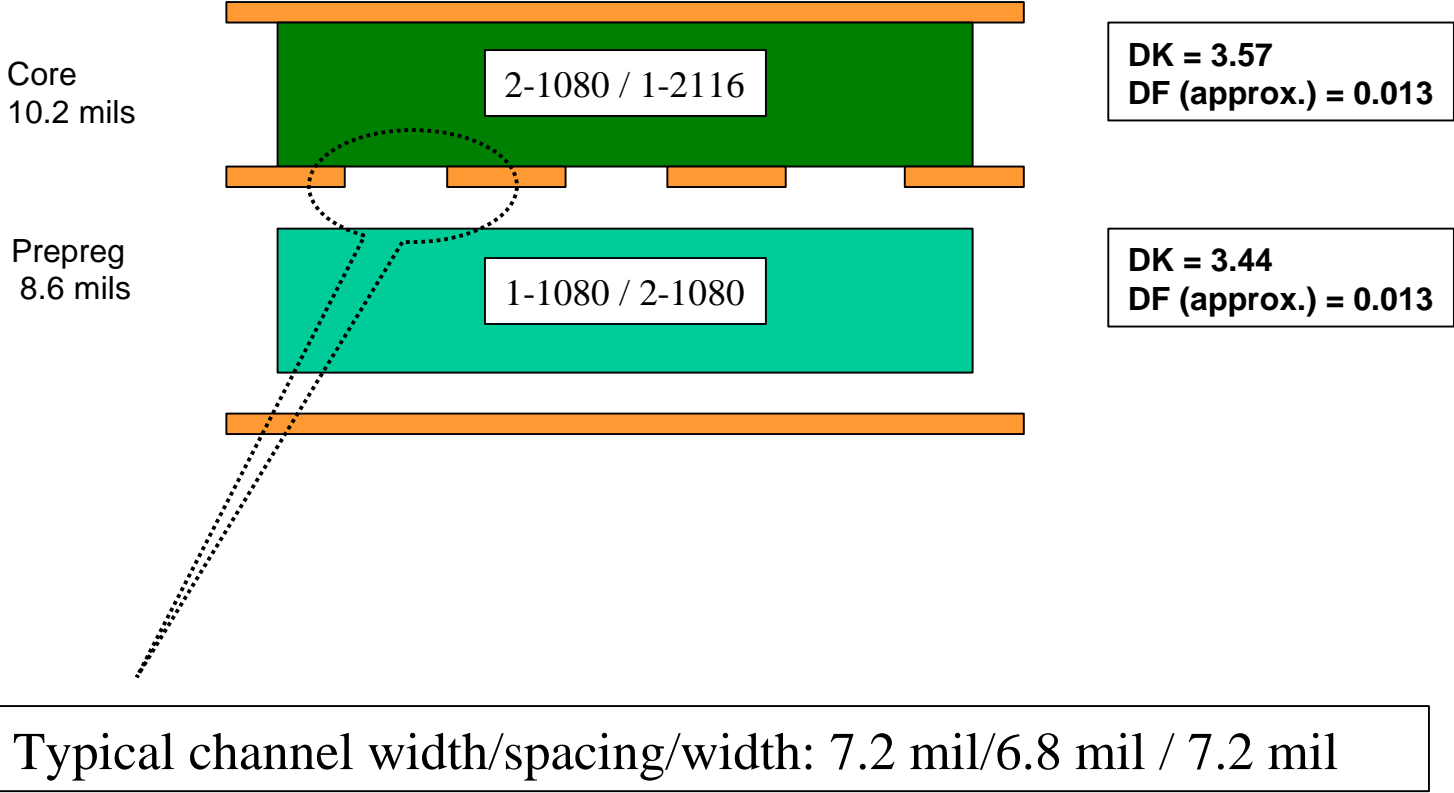 Core
10.2 mils
2-1080 / 1-2116
DK = 3.57
DF (approx.) = 0.013
Prepreg
8.6 mils
1-1080 / 2-1080
DK = 3.44
DF (approx.) = 0.013
Typical channel width/spacing/width: 7.2 mil/6.8 mil / 7.2 mil